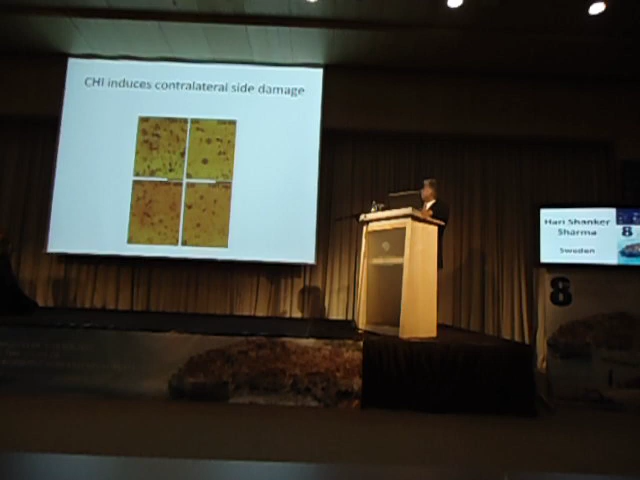 CHI induces contralateral side damage
Hari Shanker
Sharma
8
Sweden
8